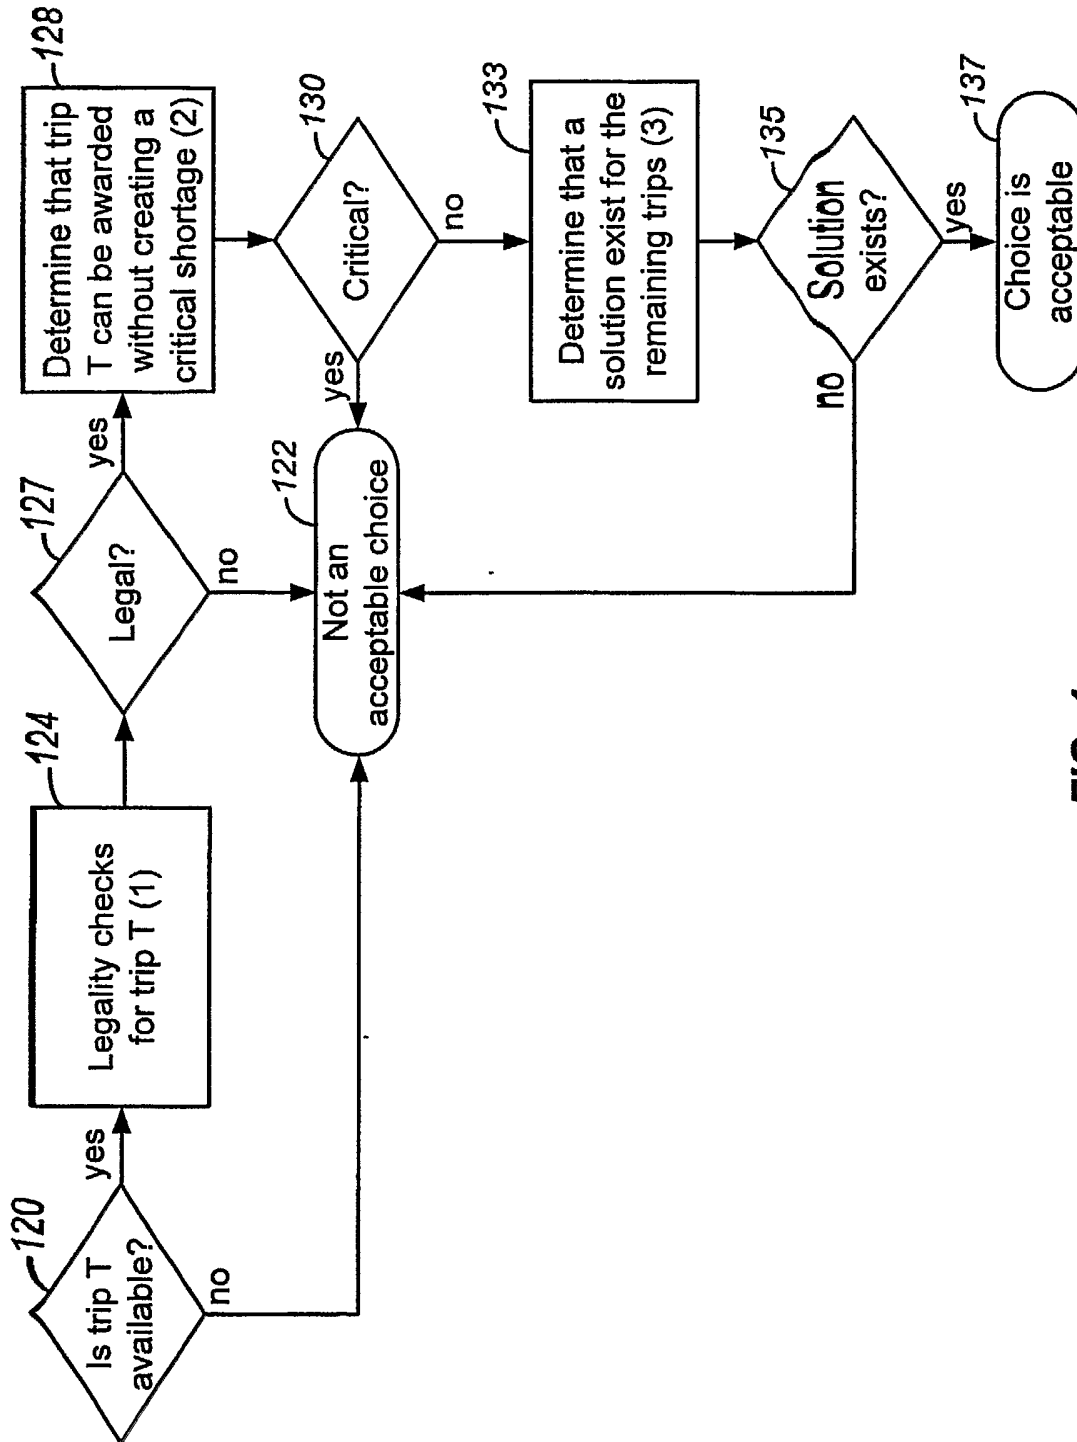 120
Is trip T
available?
yes
no
124
Legality checks
for trip T (1)
127
Legal?
yes
no
128
Determine that trip
T can be awarded
without creating a
critical shortage (2)
122
Not an
acceptable choice
130
Critical?
yes
no
133
Determine that a
solution exist for the
remaining trips (3)
135
Solution
exists?
no
yes
137
Choice is
acceptable